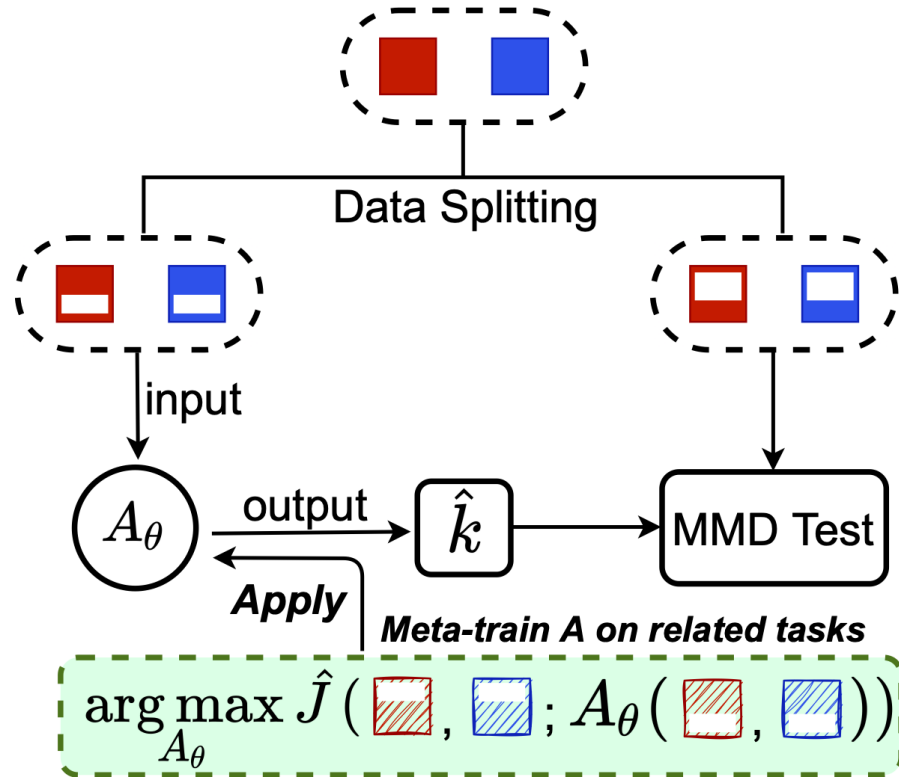 Data Splitting
input
A_θ
output
k̂
MMD Test
Apply
Meta-train A on related tasks
arg max Ĵ ( , ; A_θ( , ))
A_θ